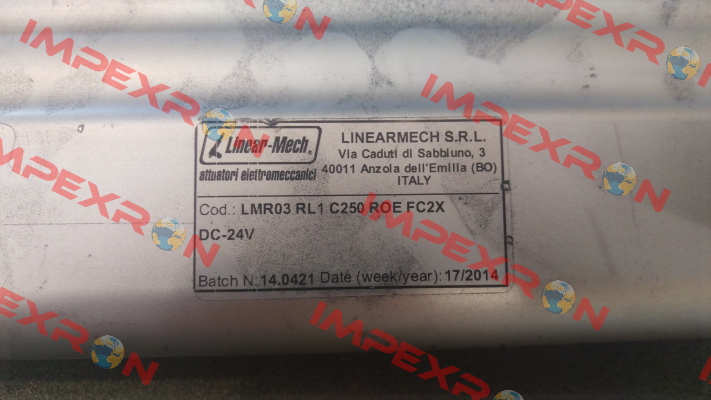 Linear-Mech®
attuatori elettromeccanici
LINEARMECH S.R.L.
Via Caduti di Sabbiuno, 3
40011 Anzola dell'Emilia (BO)
ITALY
Cod.: LMR03 RL1 C250 ROE FC2X
DC-24V
Batch N. 14.0421 Date (week/year): 17/2014
IMPEXRON
IMPEXRON
IMPEXRON
IMPEXRON
IMPEXRON
IMPEXRON